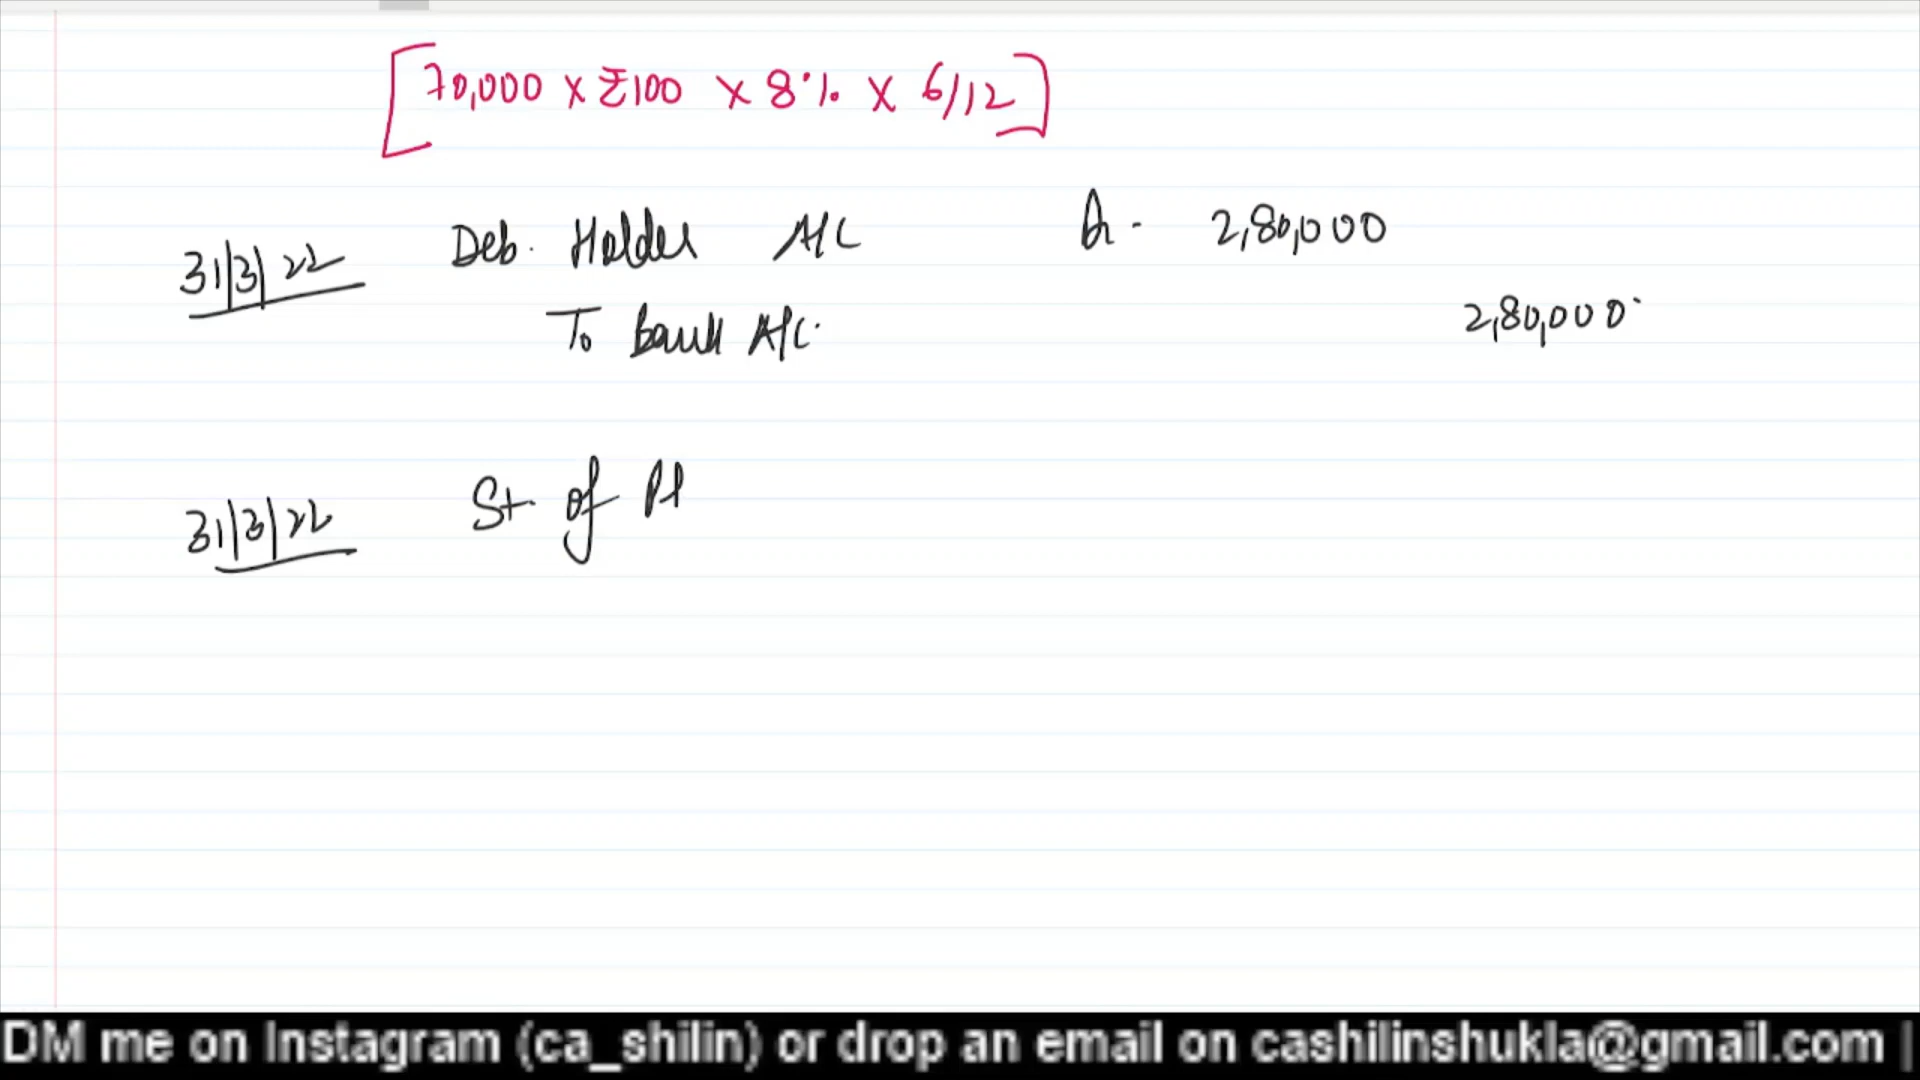 [70,000 x ₹100 x 8% x 6/12]
31/3/22 Deb. Holder A/C Dr. 2,80,000
To Bank A/C. 2,80,000
31/3/22 St. of Pl
DM me on Instagram (ca_shilin) or drop an email on cashilinshukla@gmail.com |